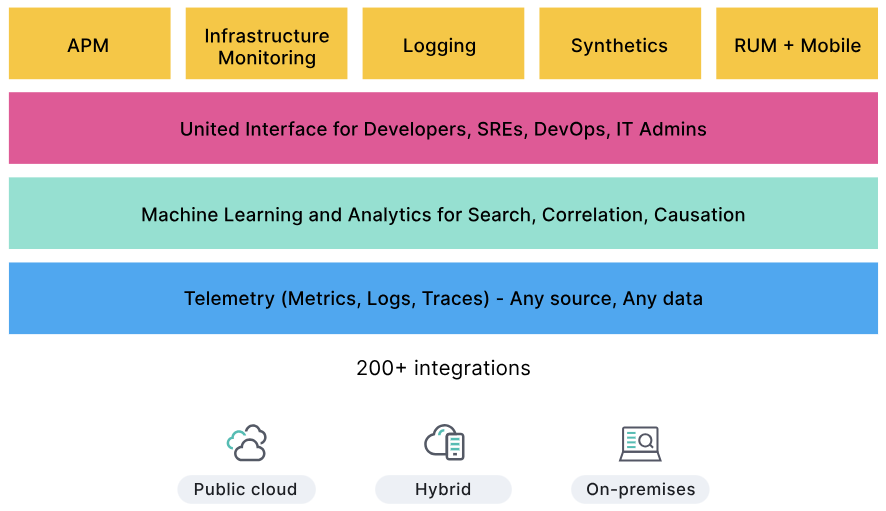 APM
Infrastructure
Monitoring
Logging
Synthetics
RUM + Mobile
United Interface for Developers, SREs, DevOps, IT Admins
Machine Learning and Analytics for Search, Correlation, Causation
Telemetry (Metrics, Logs, Traces) - Any source, Any data
200+ integrations
Public cloud
Hybrid
On-premises